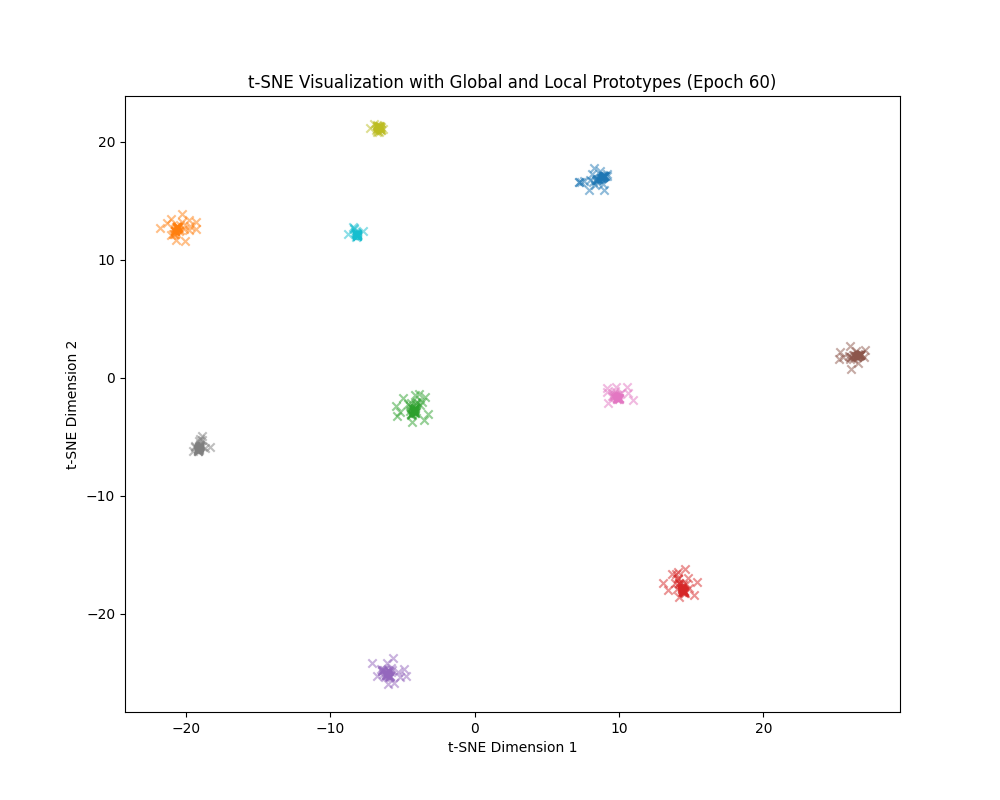 t-SNE Visualization with Global and Local Prototypes (Epoch 60)
20
10
0
−10
−20
t-SNE Dimension 2
−20 −10 0 10 20
t-SNE Dimension 1